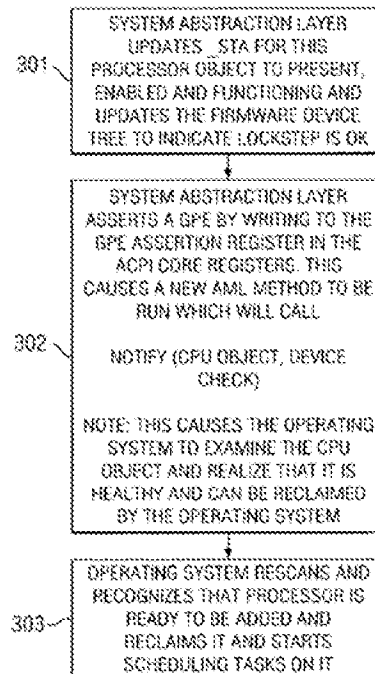 SYSTEM ABSTRACTION LAYER
UPDATES _STA FOR THIS
PROCESSOR OBJECT TO PRESENT,
ENABLED AND FUNCTIONING AND
UPDATES THE FIRMWARE DEVICE
TREE TO INDICATE LOCKSTEP IS OK
301
SYSTEM ABSTRACTION LAYER
ASSERTS A GPE BY WRITING TO THE
GPE ASSERTION REGISTER IN THE
ACPI CORE REGISTERS. THIS
CAUSES A NEW AML METHOD TO BE
RUN WHICH WILL CALL
NOTIFY (CPU OBJECT, DEVICE
CHECK)
NOTE: THIS CAUSES THE OPERATING
SYSTEM TO EXAMINE THE CPU
OBJECT AND REALIZE THAT IT IS
HEALTHY AND CAN BE RECLAIMED
BY THE OPERATING SYSTEM
302
OPERATING SYSTEM RESCANS AND
RECOGNIZES THAT PROCESSOR IS
READY TO BE ADDED AND
RECLAIMS IT AND STARTS
SCHEDULING TASKS ON IT
303